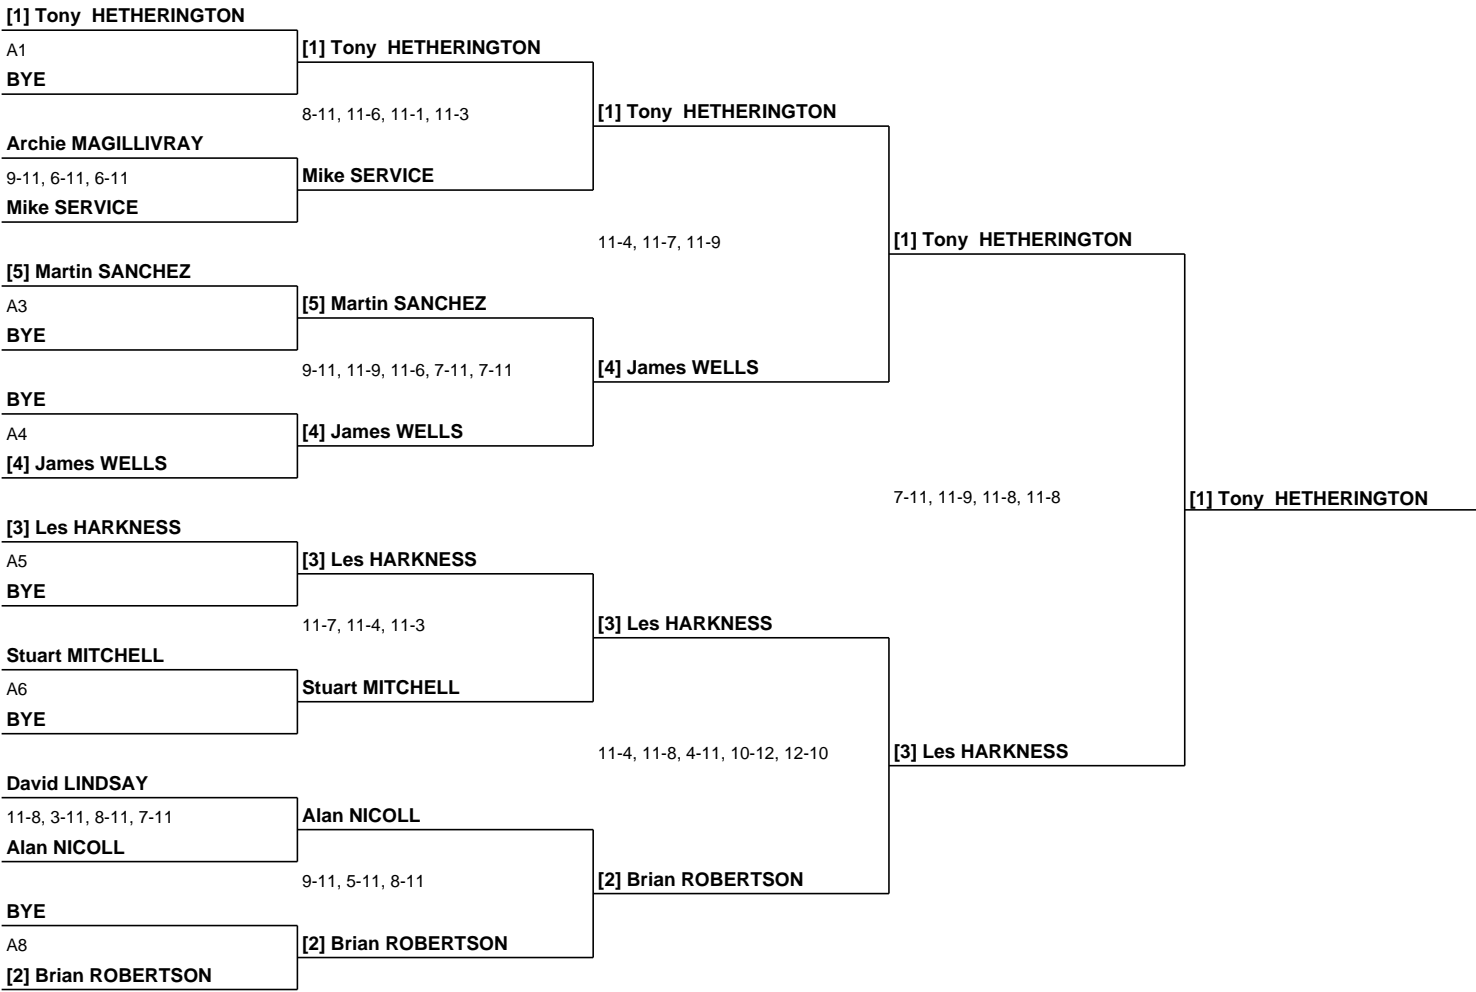 [1] Tony  HETHERINGTON
A1
BYE
Archie MAGILLIVRAY
9-11, 6-11, 6-11
Mike SERVICE
[5] Martin SANCHEZ
A3
BYE
BYE
A4
[4] James WELLS
[3] Les HARKNESS
A5
BYE
Stuart MITCHELL
A6
BYE
David LINDSAY
11-8, 3-11, 8-11, 7-11
Alan NICOLL
BYE
A8
[2] Brian ROBERTSON
[1] Tony  HETHERINGTON
8-11, 11-6, 11-1, 11-3
Mike SERVICE
[5] Martin SANCHEZ
9-11, 11-9, 11-6, 7-11, 7-11
[4] James WELLS
[3] Les HARKNESS
11-7, 11-4, 11-3
Stuart MITCHELL
Alan NICOLL
9-11, 5-11, 8-11
[2] Brian ROBERTSON
[1] Tony  HETHERINGTON
11-4, 11-7, 11-9
[4] James WELLS
[3] Les HARKNESS
11-4, 11-8, 4-11, 10-12, 12-10
[2] Brian ROBERTSON
[1] Tony  HETHERINGTON
7-11, 11-9, 11-8, 11-8
[3] Les HARKNESS
[1] Tony  HETHERINGTON